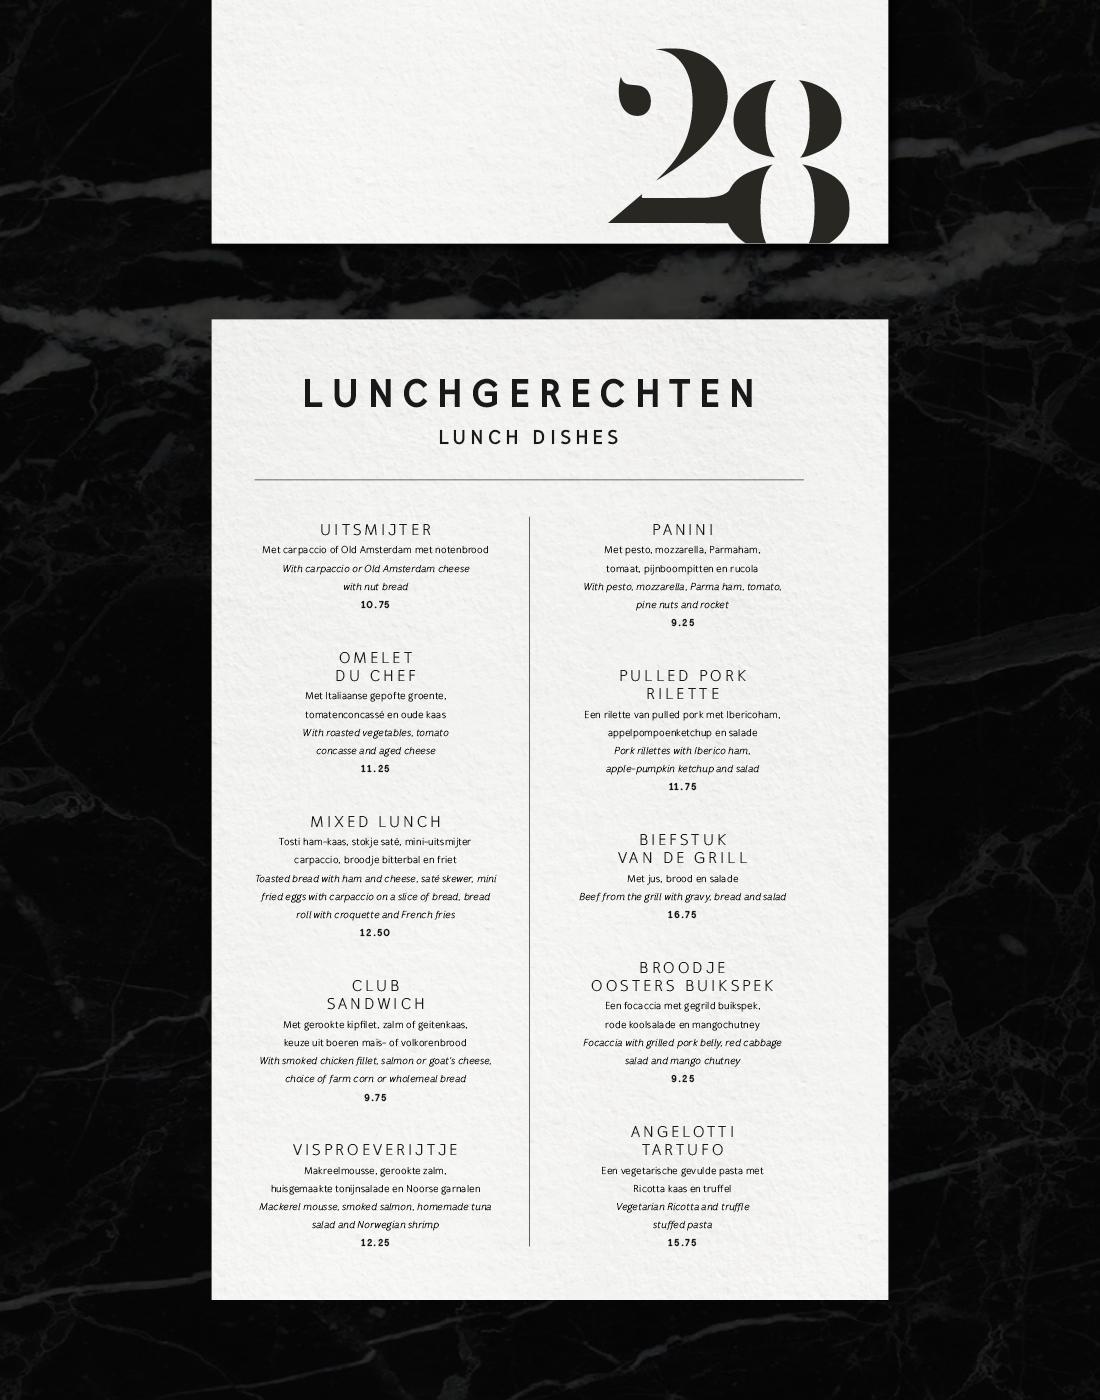 28
LUNCHGERECHTEN
LUNCH DISHES
UITSMIJTER
Met carpaccio of Old Amsterdam met notenbrood
With carpaccio or Old Amsterdam cheese
with nut bread
10.75
OMELET
DU CHEF
Met Italiaanse gepofte groente,
tomatenconcassé en oude kaas
With roasted vegetables, tomato
concasse and aged cheese
11.25
MIXED LUNCH
Tosti ham-kaas, stokje saté, mini-uitsmijter
carpaccio, broodje bitterbal en friet
Toasted bread with ham and cheese, saté skewer, mini
fried eggs with carpaccio on a slice of bread, bread
roll with croquette and French fries
12.50
CLUB
SANDWICH
Met gerookte kipfilet, zalm of geitenkaas,
keuze uit boeren mais- of volkorenbrood
With smoked chicken fillet, salmon or goat's cheese,
choice of farm corn or wholemeal bread
9.75
VISPROEVERIJTJE
Makreelmousse, gerookte zalm,
huisgemaakte tonijnsalade en Noorse garnalen
Mackerel mousse, smoked salmon, homemade tuna
salad and Norwegian shrimp
12.25
PANINI
Met pesto, mozzarella, Parmaham,
tomaat, pijnboompitten en rucola
With pesto, mozzarella, Parma ham, tomato,
pine nuts and rocket
9.25
PULLED PORK
RILETTE
Een rilette van pulled pork met Ibericoham,
appelpompoenketchup en salade
Pork rillettes with Iberico ham,
apple-pumpkin ketchup and salad
11.75
BIEFSTUK
VAN DE GRILL
Met jus, brood en salade
Beef from the grill with gravy, bread and salad
16.75
BROODJE
OOSTERS BUIKSPEK
Een focaccia met gegrild buikspek,
rode koolsalade en mangochutney
Focaccia with grilled pork belly, red cabbage
salad and mango chutney
9.25
ANGELOTTI
TARTUFO
Een vegetarische gevulde pasta met
Ricotta kaas en truffel
Vegetarian Ricotta and truffle
stuffed pasta
15.75